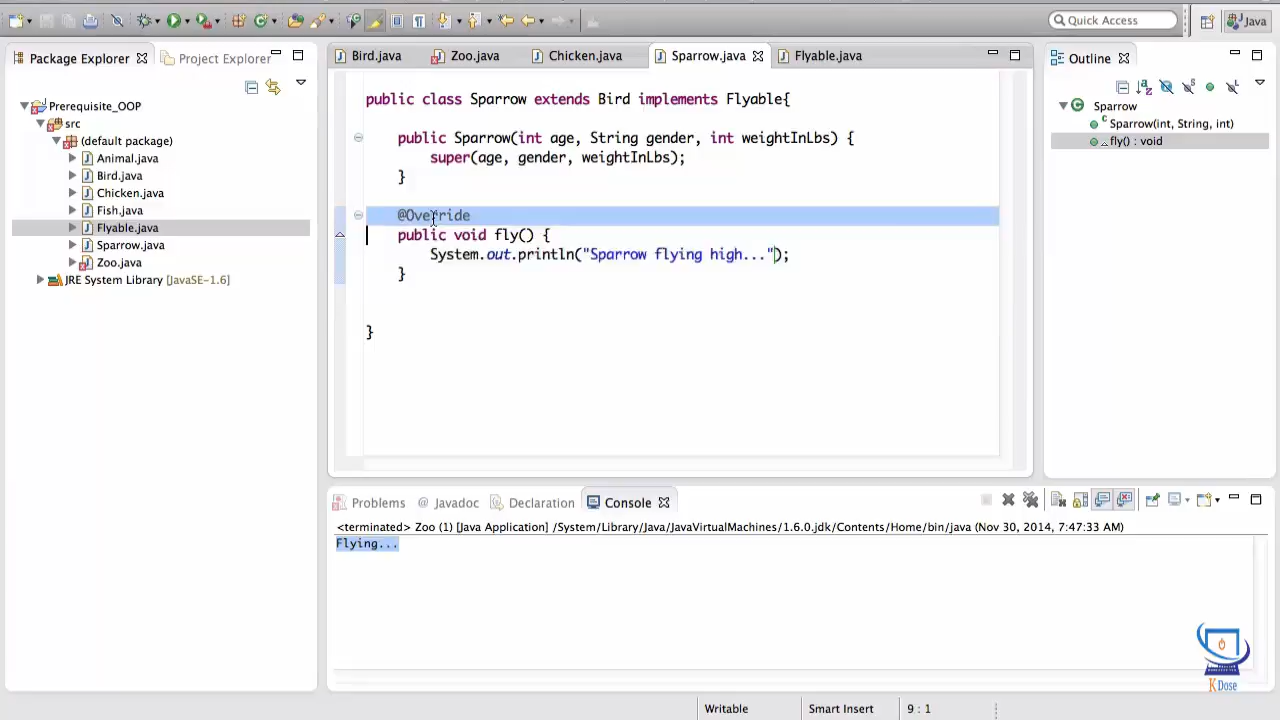 Quick Access
Java
Package Explorer
Project Explorer
Prerequisite_OOP
src
(default package)
Animal.java
Bird.java
Chicken.java
Fish.java
Flyable.java
Sparrow.java
Zoo.java
JRE System Library [JavaSE-1.6]
Bird.java Zoo.java Chicken.java Sparrow.java Flyable.java
public class Sparrow extends Bird implements Flyable{
public Sparrow(int age, String gender, int weightInLbs) {
super(age, gender, weightInLbs);
}
@Override
public void fly() {
System.out.println("Sparrow flying high...");
}
}
Outline
Sparrow
Sparrow(int, String, int)
fly() : void
Problems @ Javadoc Declaration Console
<terminated> Zoo (1) [Java Application] /System/Library/Java/JavaVirtualMachines/1.6.0.jdk/Contents/Home/bin/java (Nov 30, 2014, 7:47:33 AM)
Flying...
K Dose
Writable Smart Insert 9 : 1